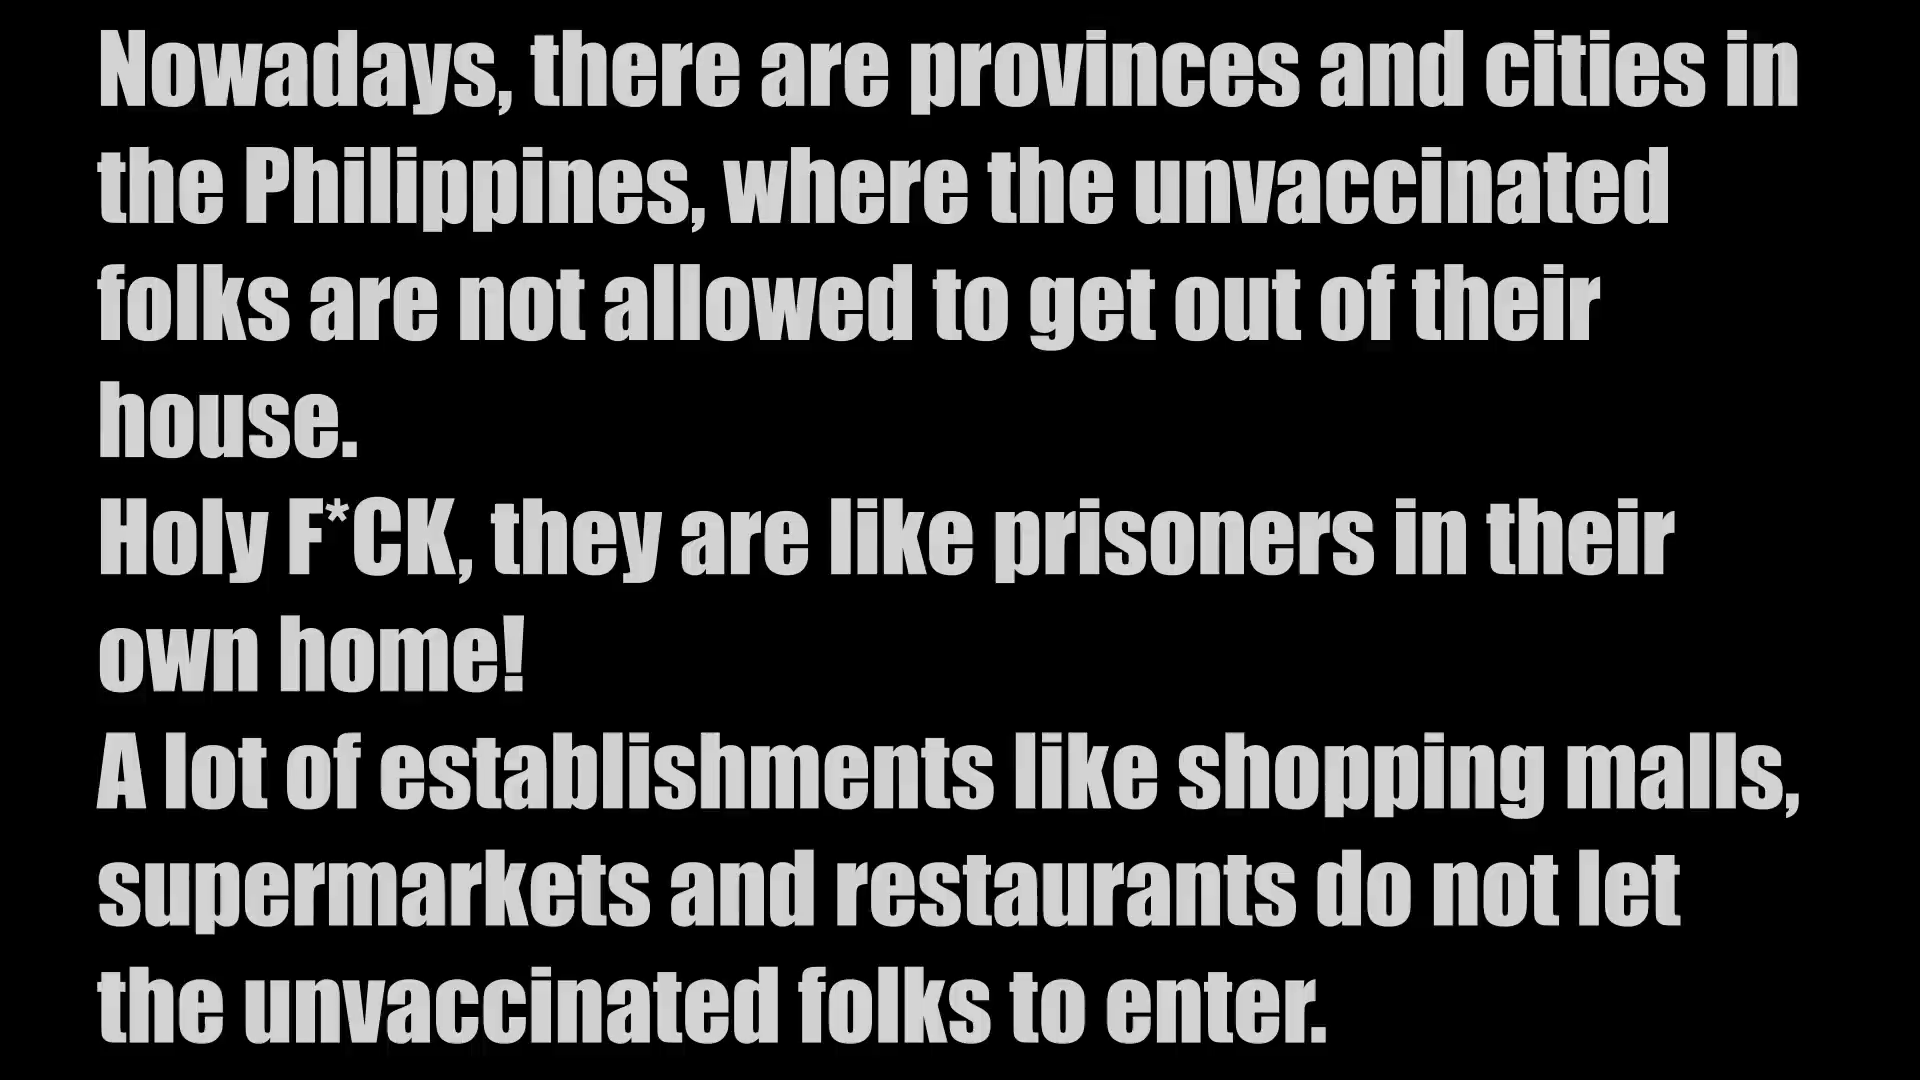 Nowadays, there are provinces and cities in
the Philippines, where the unvaccinated
folks are not allowed to get out of their
house.
Holy F*CK, they are like prisoners in their
own home!
A lot of establishments like shopping malls,
supermarkets and restaurants do not let
the unvaccinated folks to enter.